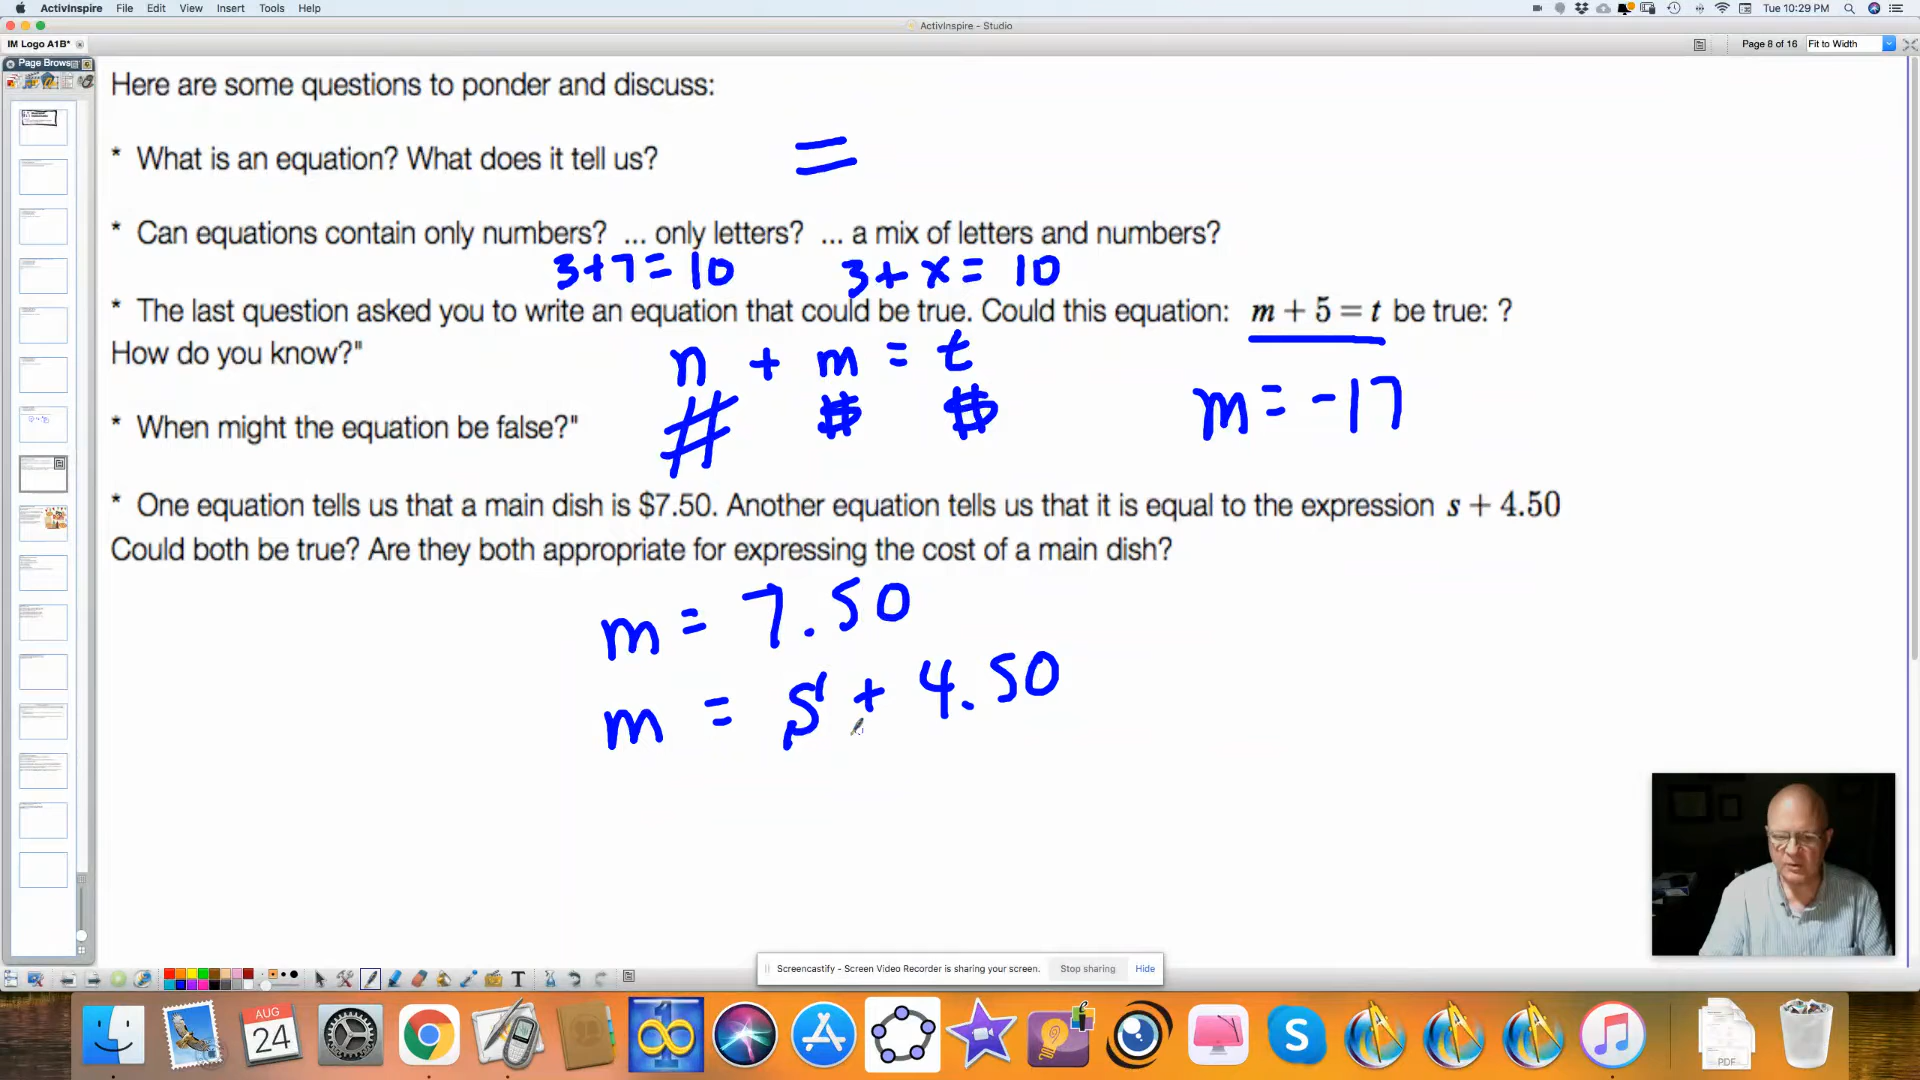 ActivInspire File Edit View Insert Tools Help Tue 10:29 PM
ActivInspire - Studio
IM Logo A1B* Page 8 of 16 Fit to Width
Page Brows
Here are some questions to ponder and discuss:
* What is an equation? What does it tell us? =
* Can equations contain only numbers? ... only letters? ... a mix of letters and numbers?
3+7=10 3+x=10
* The last question asked you to write an equation that could be true. Could this equation: m + 5 = t be true: ?
How do you know?"
n + m = t
# # #
m = -17
* When might the equation be false?"
* One equation tells us that a main dish is $7.50. Another equation tells us that it is equal to the expression s + 4.50
Could both be true? Are they both appropriate for expressing the cost of a main dish?
m = 7.50
m = s + 4.50
Screencastify - Screen Video Recorder is sharing your screen. Stop sharing Hide
AUG
24
PDF